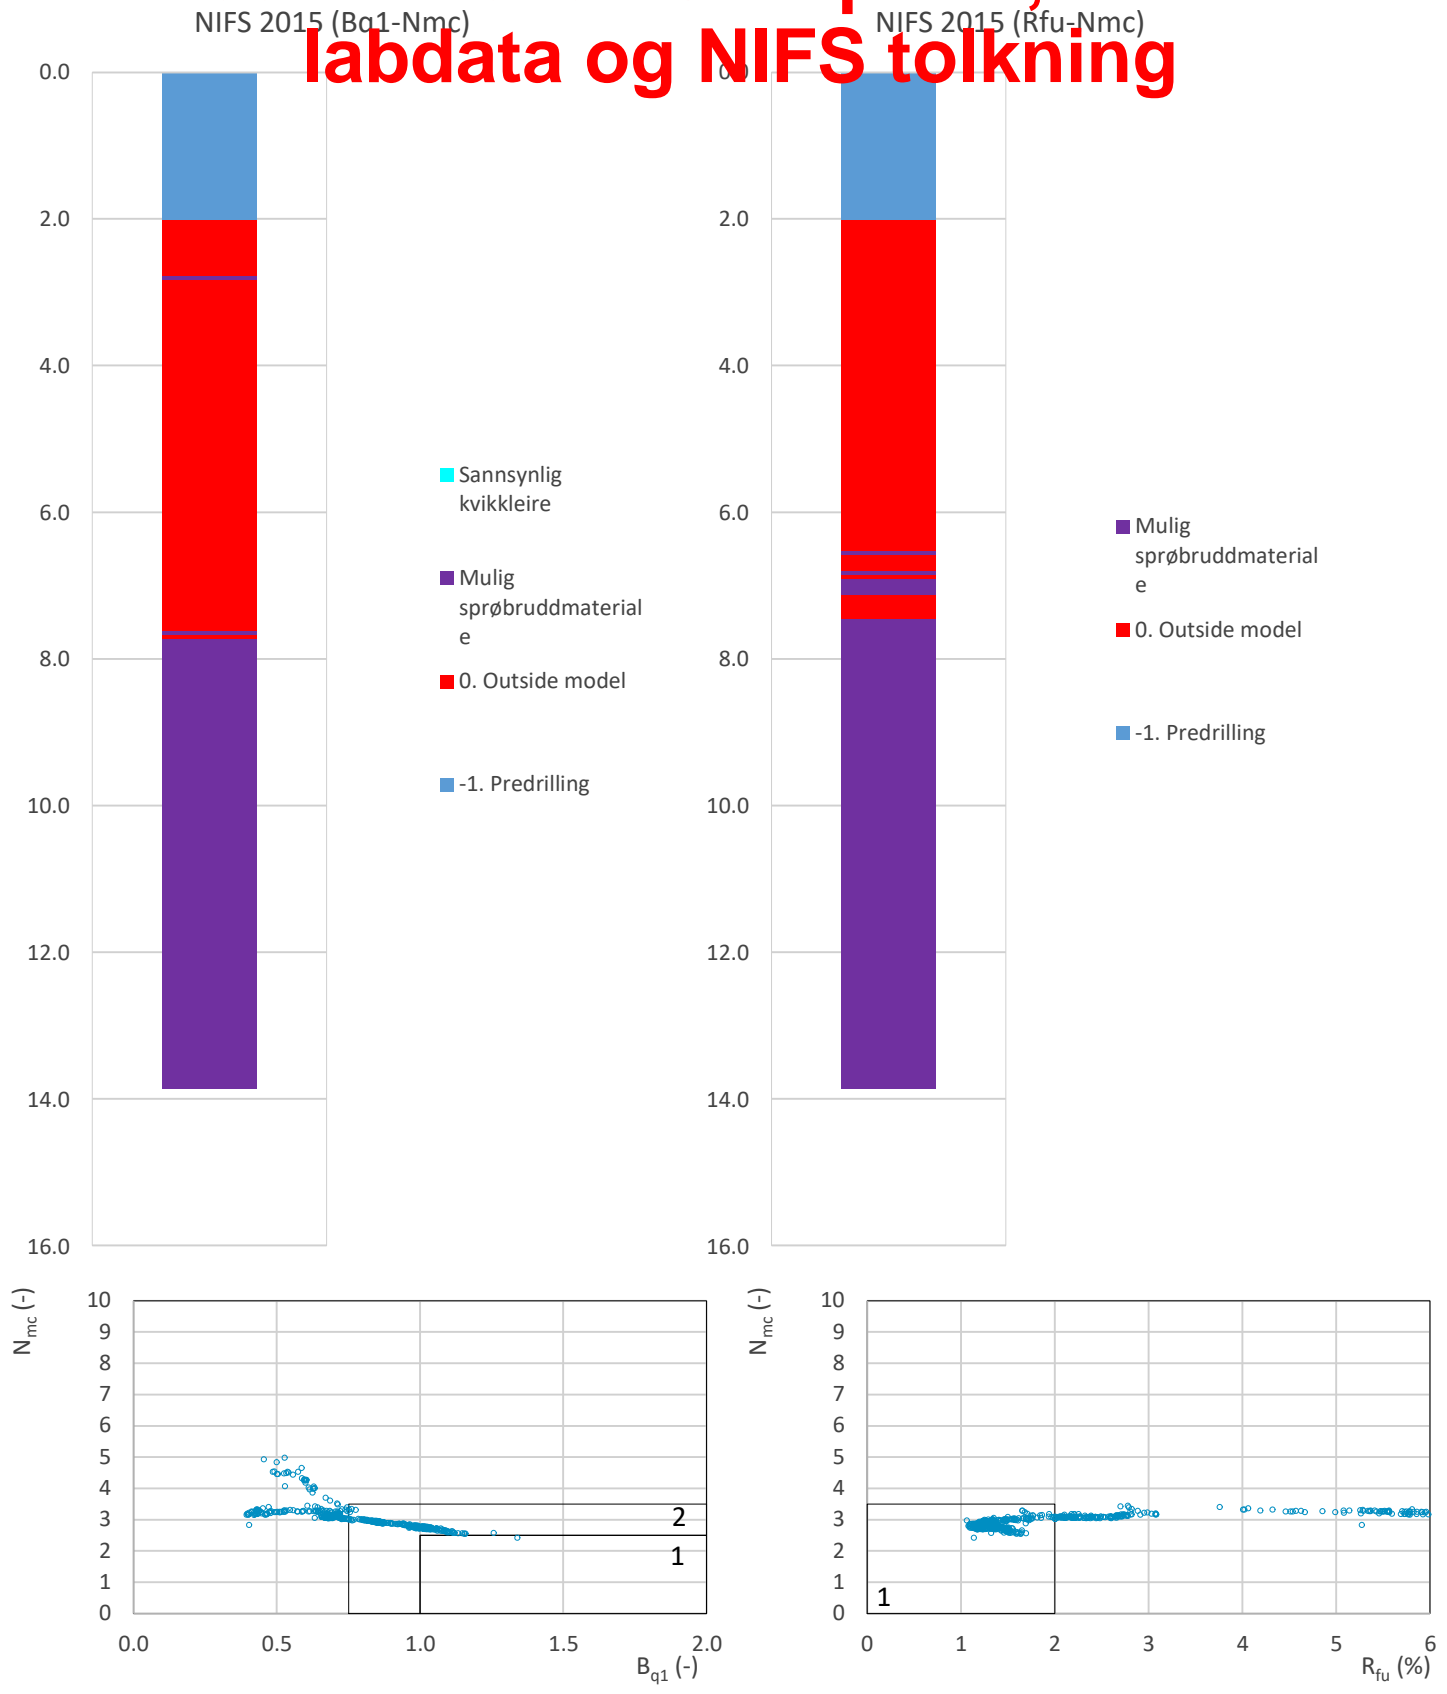 NIFS 2015 (Bq1-Nmc)
NIFS 2015 (Rfu-Nmc)
labdata og NIFS tolkning
0.0
2.0
4.0
6.0
8.0
10.0
12.0
14.0
16.0
Sannsynlig
kvikkleire
Mulig
sprøbruddmaterial
e
0. Outside model
-1. Predrilling
0.0
2.0
4.0
6.0
8.0
10.0
12.0
14.0
16.0
Mulig
sprøbruddmaterial
e
0. Outside model
-1. Predrilling
Nmc (-)
10
9
8
7
6
5
4
3
2
1
0
2
1
0.0 0.5 1.0 1.5 2.0
Bq1 (-)
Nmc (-)
10
9
8
7
6
5
4
3
2
1
0
1
0 1 2 3 4 5 6
Rfu (%)